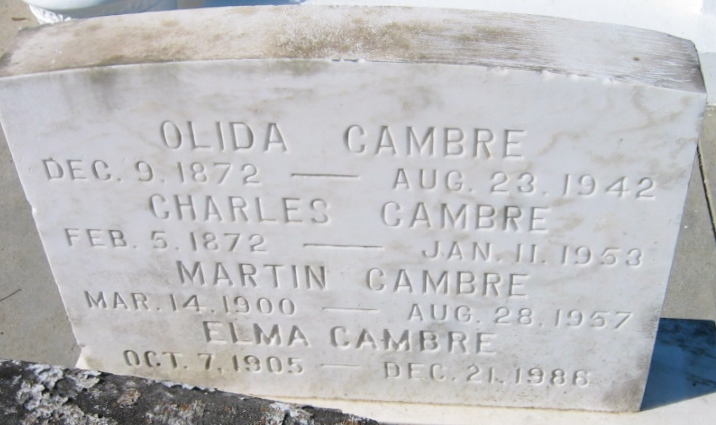 OLIDA CAMBRE
DEC. 9. 1872 — AUG. 23. 1942
CHARLES CAMBRE
FEB. 5. 1872 — JAN. 11. 1953
MARTIN CAMBRE
MAR. 14. 1900 — AUG. 28. 1957
ELMA CAMBRE
OCT. 7. 1905 — DEC. 21. 1986